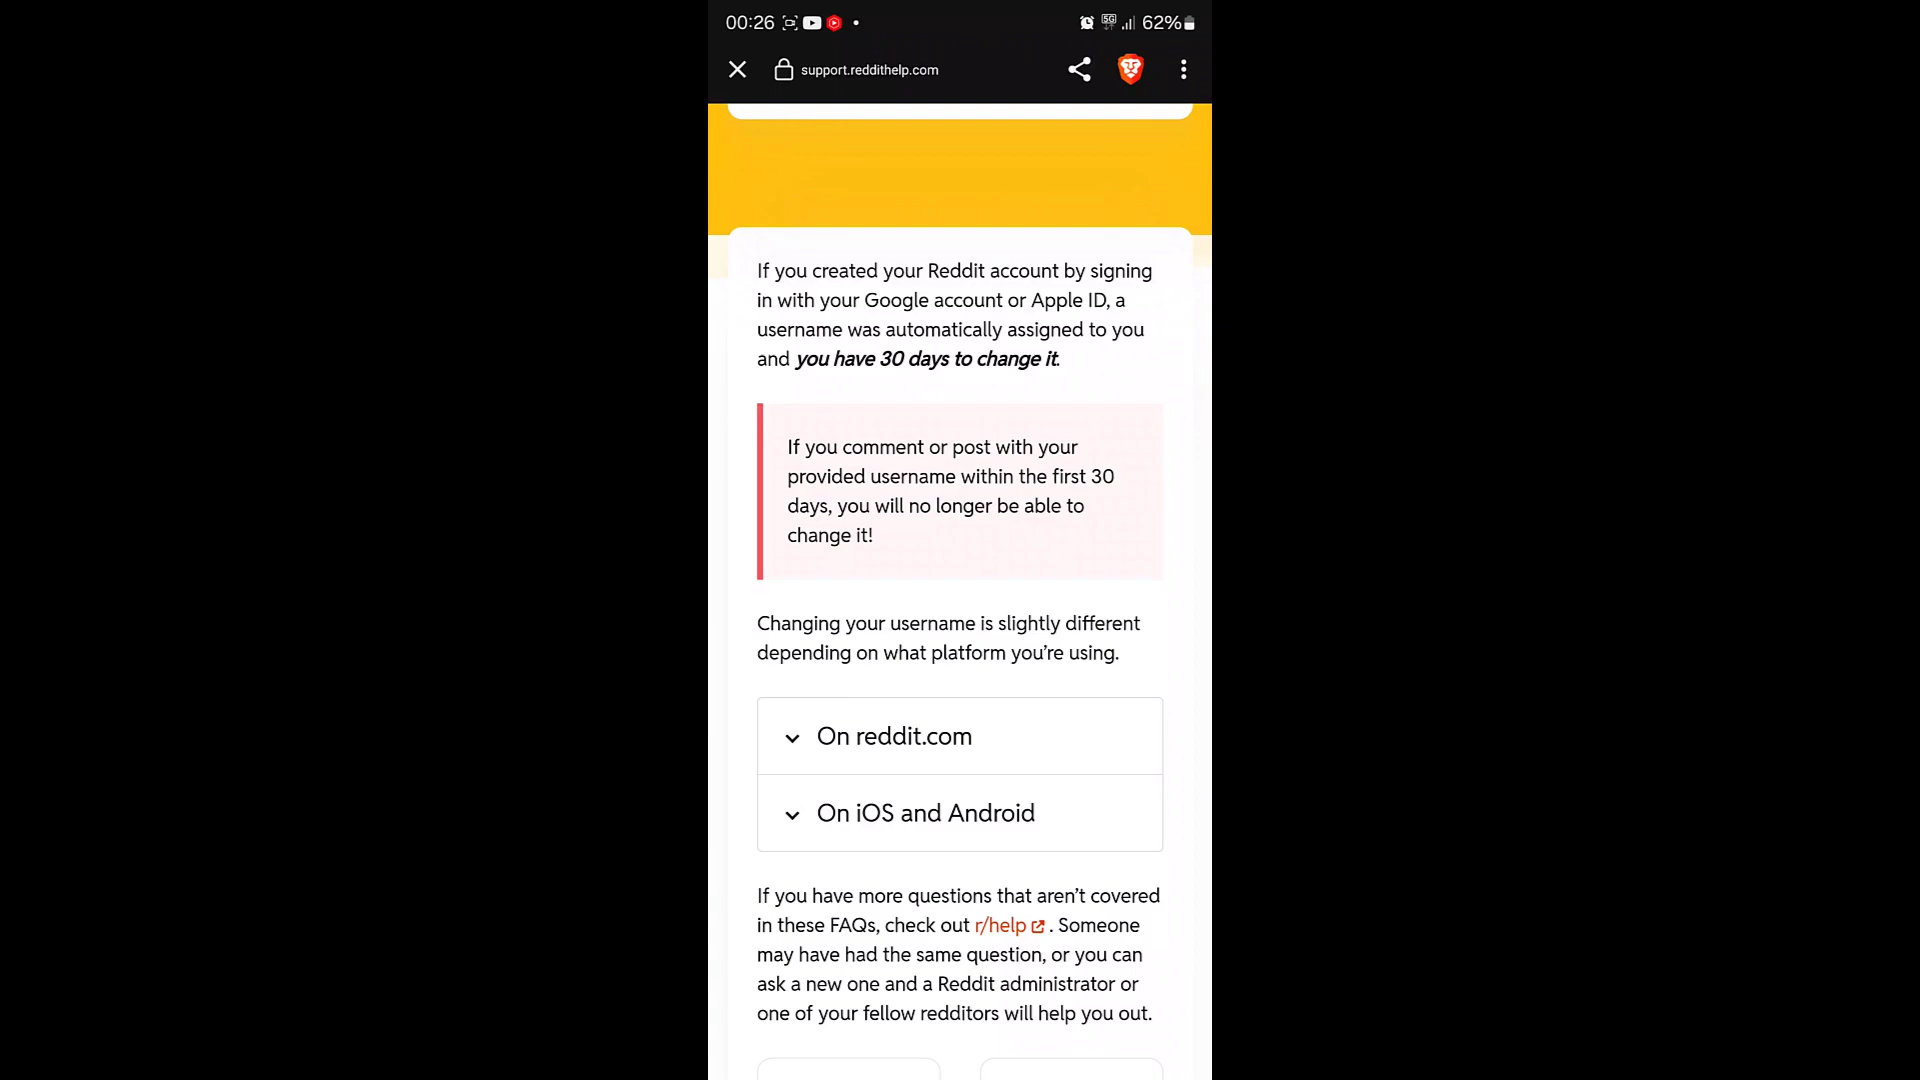 00:26
5G
62%
support.reddithelp.com
If you created your Reddit account by signing
in with your Google account or Apple ID, a
username was automatically assigned to you
and you have 30 days to change it.
If you comment or post with your
provided username within the first 30
days, you will no longer be able to
change it!
Changing your username is slightly different
depending on what platform you’re using.
On reddit.com
On iOS and Android
If you have more questions that aren’t covered
in these FAQs, check out r/help . Someone
may have had the same question, or you can
ask a new one and a Reddit administrator or
one of your fellow redditors will help you out.